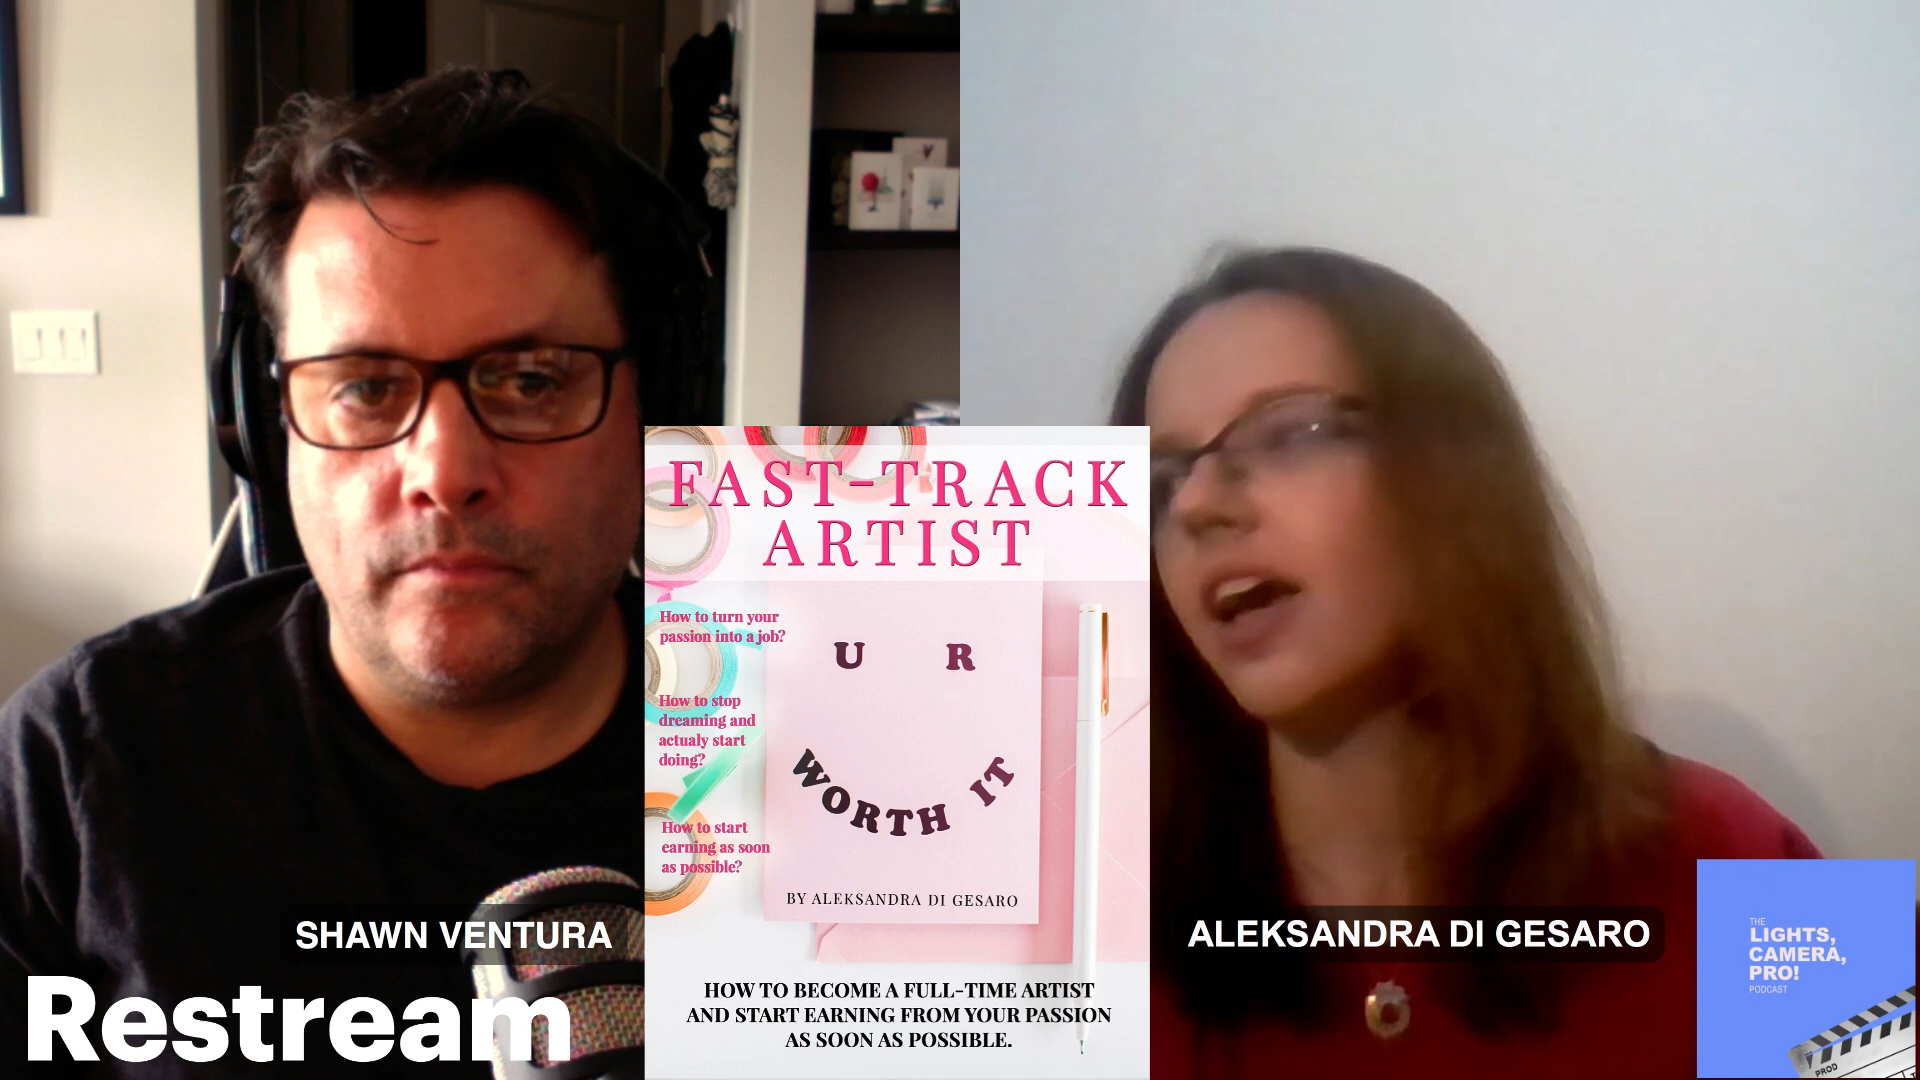 FAST-TRACK
ARTIST
How to turn your
passion into a job?
U R
How to stop
dreaming and
actualy start
doing?
WORTH IT
How to start
earning as soon
as possible?
BY ALEKSANDRA DI GESARO
HOW TO BECOME A FULL-TIME ARTIST
AND START EARNING FROM YOUR PASSION
AS SOON AS POSSIBLE.
SHAWN VENTURA
Restream
ALEKSANDRA DI GESARO
THE
LIGHTS,
CAMERA,
PRO!
PODCAST
PROD